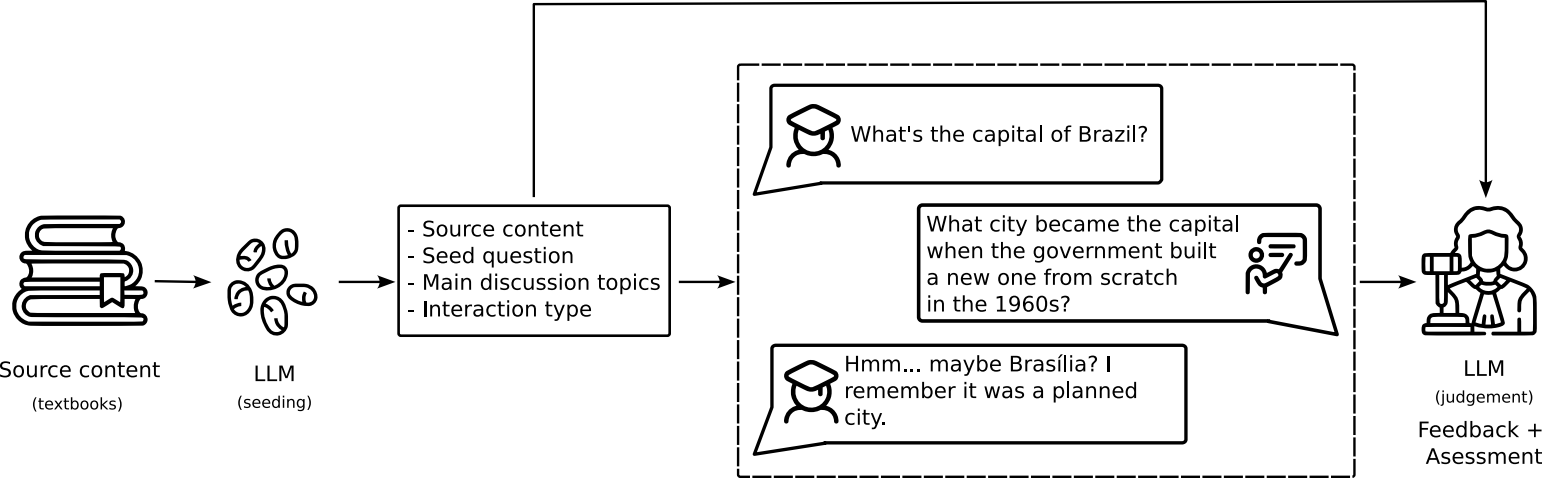 Source content
(textbooks)
LLM
(seeding)
- Source content
- Seed question
- Main discussion topics
- Interaction type
What's the capital of Brazil?
What city became the capital
when the government built
a new one from scratch
in the 1960s?
Hmm... maybe Brasília? I
remember it was a planned
city.
LLM
(judgement)
Feedback +
Asessment